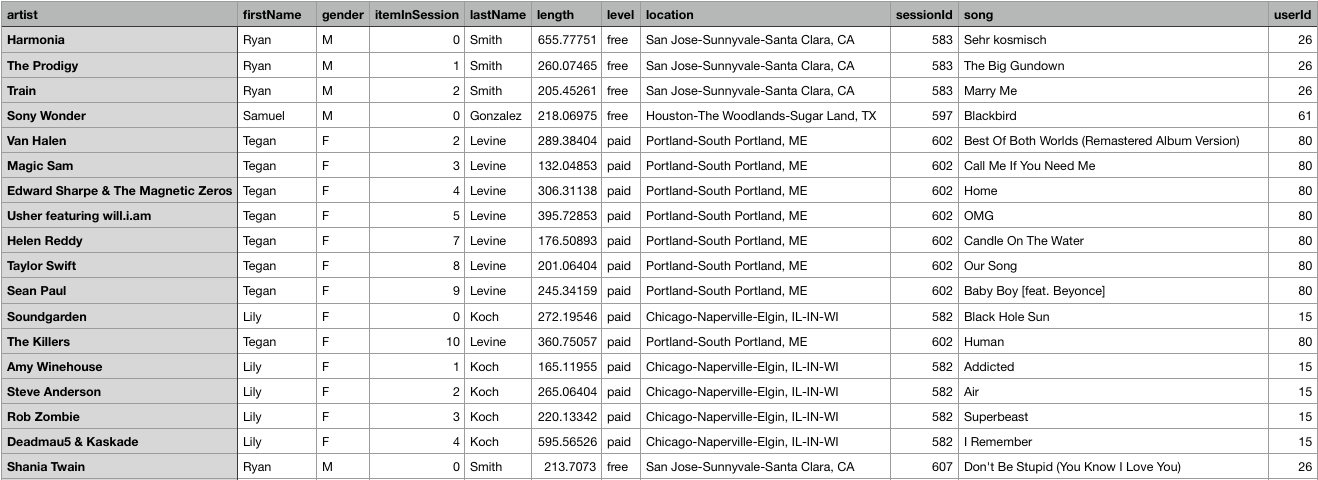 artist firstName gender itemInSession lastName length level location sessionId song userId
Harmonia Ryan M 0 Smith 655.77751 free San Jose-Sunnyvale-Santa Clara, CA 583 Sehr kosmisch 26
The Prodigy Ryan M 1 Smith 260.07465 free San Jose-Sunnyvale-Santa Clara, CA 583 The Big Gundown 26
Train Ryan M 2 Smith 205.45261 free San Jose-Sunnyvale-Santa Clara, CA 583 Marry Me 26
Sony Wonder Samuel M 0 Gonzalez 218.06975 free Houston-The Woodlands-Sugar Land, TX 597 Blackbird 61
Van Halen Tegan F 2 Levine 289.38404 paid Portland-South Portland, ME 602 Best Of Both Worlds (Remastered Album Version) 80
Magic Sam Tegan F 3 Levine 132.04853 paid Portland-South Portland, ME 602 Call Me If You Need Me 80
Edward Sharpe & The Magnetic Zeros Tegan F 4 Levine 306.31138 paid Portland-South Portland, ME 602 Home 80
Usher featuring will.i.am Tegan F 5 Levine 395.72853 paid Portland-South Portland, ME 602 OMG 80
Helen Reddy Tegan F 7 Levine 176.50893 paid Portland-South Portland, ME 602 Candle On The Water 80
Taylor Swift Tegan F 8 Levine 201.06404 paid Portland-South Portland, ME 602 Our Song 80
Sean Paul Tegan F 9 Levine 245.34159 paid Portland-South Portland, ME 602 Baby Boy [feat. Beyonce] 80
Soundgarden Lily F 0 Koch 272.19546 paid Chicago-Naperville-Elgin, IL-IN-WI 582 Black Hole Sun 15
The Killers Tegan F 10 Levine 360.75057 paid Portland-South Portland, ME 602 Human 80
Amy Winehouse Lily F 1 Koch 165.11955 paid Chicago-Naperville-Elgin, IL-IN-WI 582 Addicted 15
Steve Anderson Lily F 2 Koch 265.06404 paid Chicago-Naperville-Elgin, IL-IN-WI 582 Air 15
Rob Zombie Lily F 3 Koch 220.13342 paid Chicago-Naperville-Elgin, IL-IN-WI 582 Superbeast 15
Deadmau5 & Kaskade Lily F 4 Koch 595.56526 paid Chicago-Naperville-Elgin, IL-IN-WI 582 I Remember 15
Shania Twain Ryan M 0 Smith 213.7073 free San Jose-Sunnyvale-Santa Clara, CA 607 Don't Be Stupid (You Know I Love You) 26